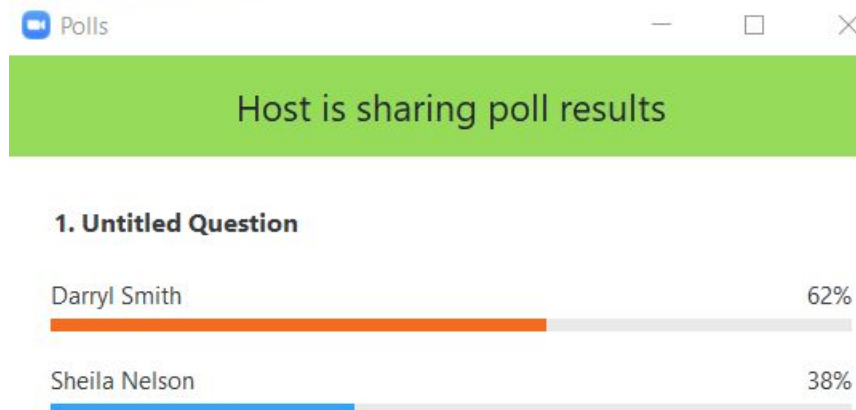 Polls
Host is sharing poll results
1. Untitled Question
Darryl Smith 62%
Sheila Nelson 38%